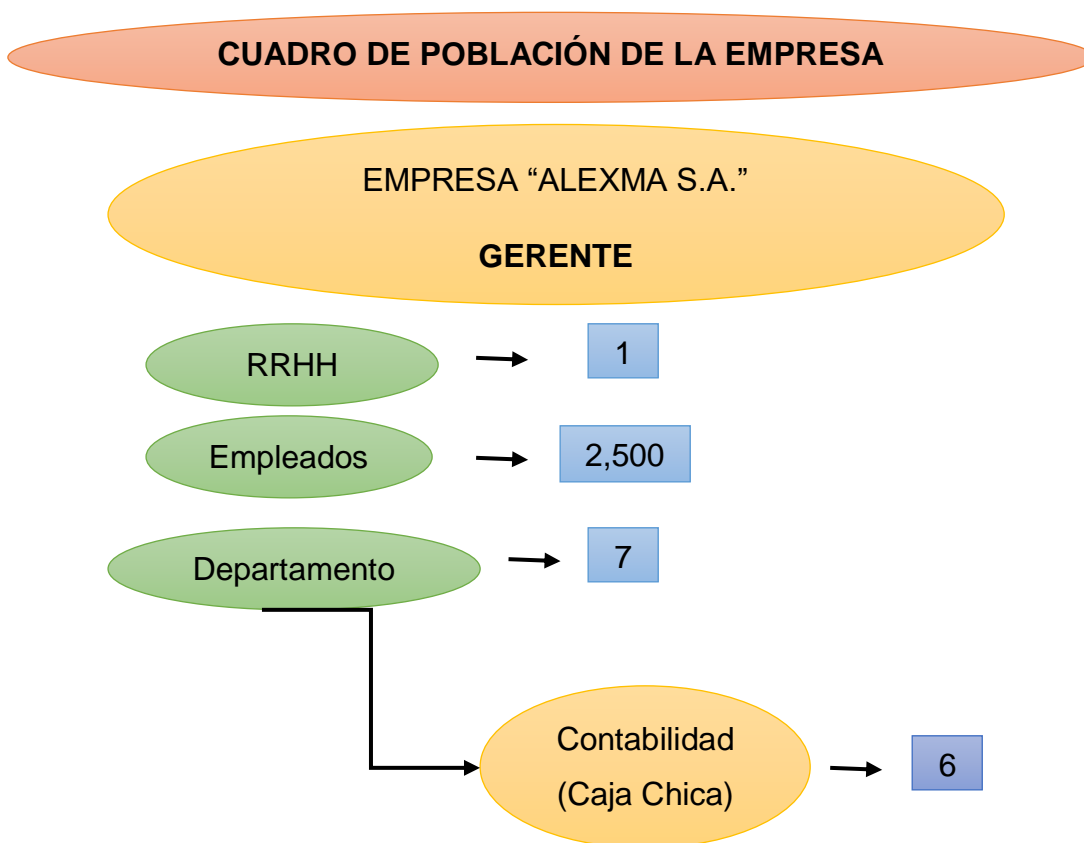 CUADRO DE POBLACIÓN DE LA EMPRESA
EMPRESA “ALEXMA S.A.”
GERENTE
RRHH
1
Empleados
2,500
Departamento
7
Contabilidad
(Caja Chica)
6